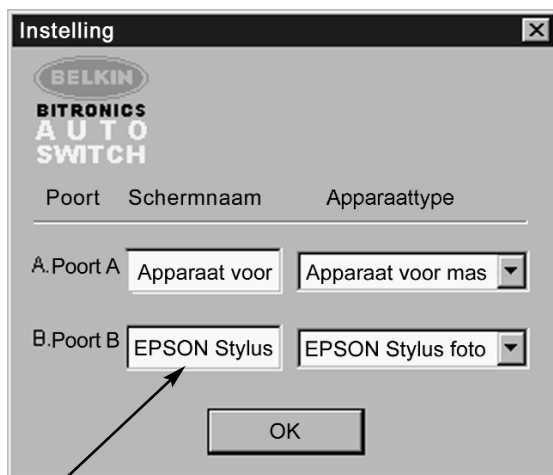 Instelling
BELKIN
BITRONICS
AUTO
SWITCH
Poort Schermnaam Apparaattype
A.Poort A Apparaat voor Apparaat voor mas
B.Poort B EPSON Stylus EPSON Stylus foto
OK